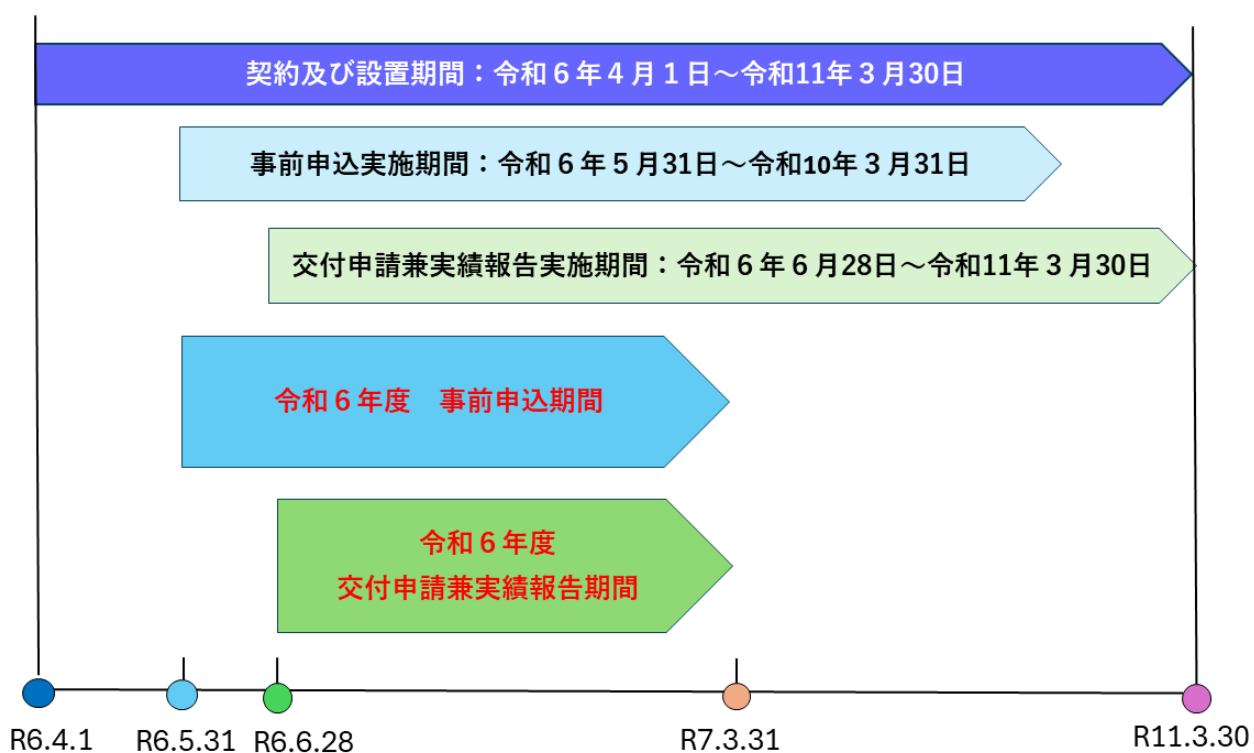 契約及び設置期間：令和６年４月１日～令和11年３月30日
事前申込実施期間：令和６年５月31日～令和10年３月31日
交付申請兼実績報告実施期間：令和６年６月28日～令和11年３月30日
令和６年度　事前申込期間
令和６年度
交付申請兼実績報告期間
R6.4.1
R6.5.31
R6.6.28
R7.3.31
R11.3.30